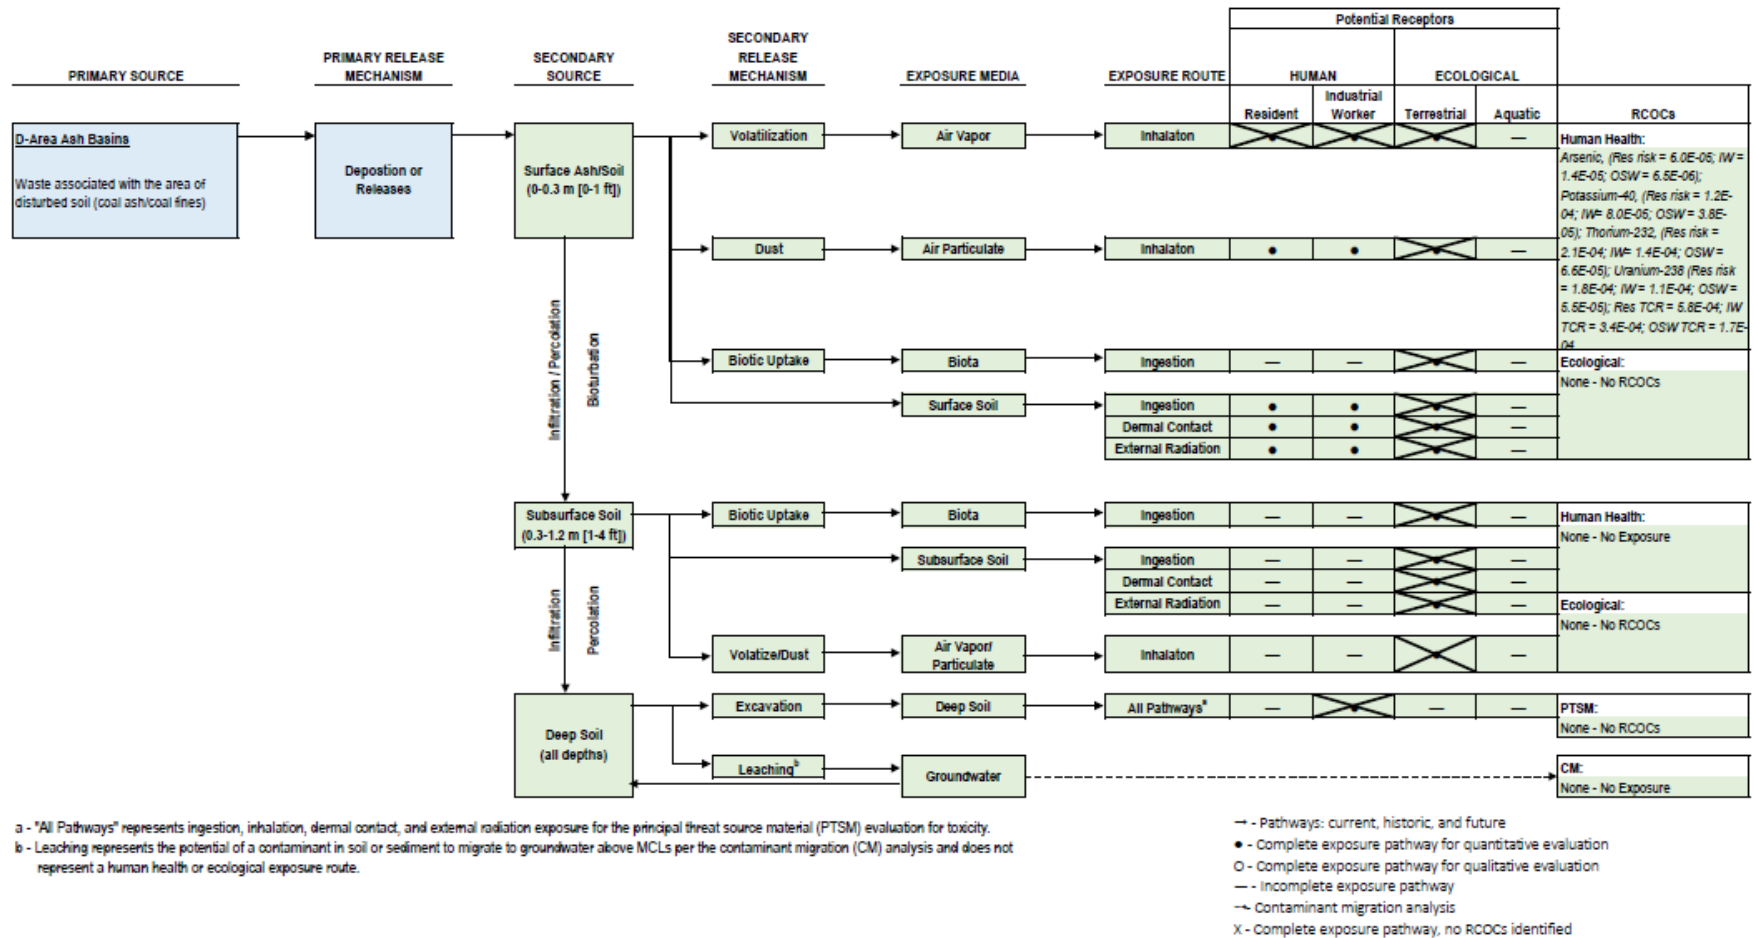 Potential Receptors
PRIMARY SOURCE
PRIMARY RELEASE
MECHANISM
SECONDARY
SOURCE
SECONDARY
RELEASE
MECHANISM
EXPOSURE MEDIA
EXPOSURE ROUTE
HUMAN
ECOLOGICAL
Resident
Industrial
Worker
Terrestrial
Aquatic
RCOCs
D-Area Ash Basins
Waste associated with the area of
disturbed soil (coal ash/coal fines)
Depostion or
Releases
Surface Ash/Soil
(0-0.3 m [0-1 ft])
Volatilization
Air Vapor
Inhalaton
● ● ● —
Dust
Air Particulate
Inhalaton
● ● ● —
Biotic Uptake
Biota
Ingestion
— — ● —
Surface Soil
Ingestion
● ● ● —
Dermal Contact
● ● ● —
External Radiation
● ● ● —
Human Health:
Arsenic, (Res risk = 6.0E-05; IW =
1.4E-05; OSW = 6.5E-06);
Potassium-40, (Res risk = 1.2E-
04; IW= 8.0E-05; OSW = 3.8E-
05); Thorium-232, (Res risk =
2.1E-04; IW= 1.4E-04; OSW =
6.6E-05); Uranium-238 (Res risk
= 1.8E-04; IW = 1.1E-04; OSW =
5.5E-05); Res TCR = 5.8E-04; IW
TCR = 3.4E-04; OSW TCR = 1.7E-
04
Ecological:
None - No RCOCs
Infiltration / Percolation
Bioturbation
Subsurface Soil
(0.3-1.2 m [1-4 ft])
Biotic Uptake
Biota
Ingestion
— — ● —
Subsurface Soil
Ingestion
— — ● —
Dermal Contact
— — ● —
External Radiation
— — ● —
Volatize/Dust
Air Vapor/
Particulate
Inhalaton
— — ● —
Human Health:
None - No Exposure
Ecological:
None - No RCOCs
Infiltration
Percolation
Deep Soil
(all depths)
Excavation
Deep Soil
All Pathways^a
— ● — —
PTSM:
None - No RCOCs
Leaching^b
Groundwater
CM:
None - No Exposure
a - "All Pathways" represents ingestion, inhalation, dermal contact, and external radiation exposure for the principal threat source material (PTSM) evaluation for toxicity.
b - Leaching represents the potential of a contaminant in soil or sediment to migrate to groundwater above MCLs per the contaminant migration (CM) analysis and does not
represent a human health or ecological exposure route.
→ - Pathways: current, historic, and future
● - Complete exposure pathway for quantitative evaluation
O - Complete exposure pathway for qualitative evaluation
— - Incomplete exposure pathway
⤍ - Contaminant migration analysis
X - Complete exposure pathway, no RCOCs identified